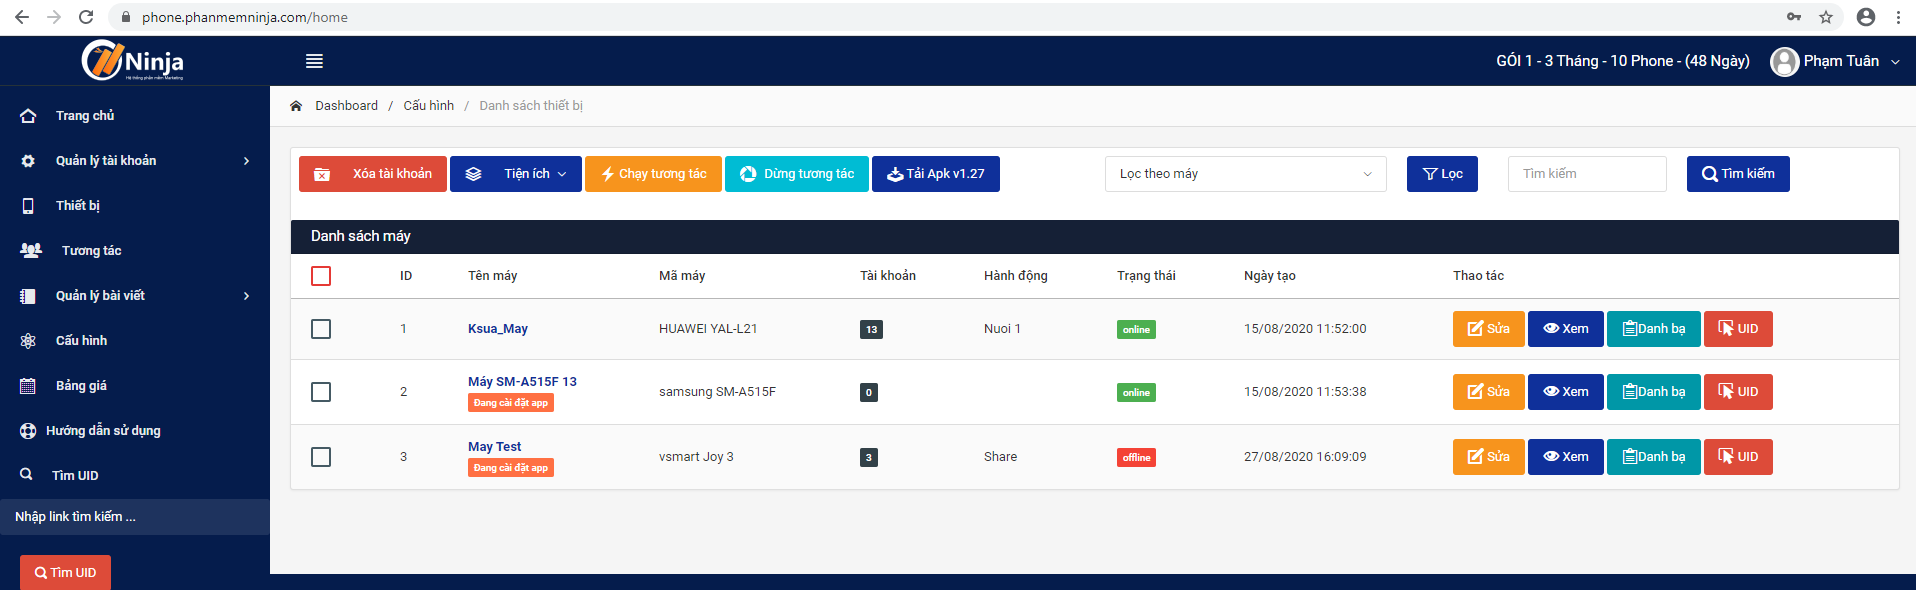 phone.phanmemninja.com/home
Ninja
Hệ thống phần mềm Marketing
GÓI 1 - 3 Tháng - 10 Phone - (48 Ngày)
Phạm Tuân
Trang chủ
Quản lý tài khoản
Thiết bị
Tương tác
Quản lý bài viết
Cấu hình
Bảng giá
Hướng dẫn sử dụng
Tìm UID
Nhập link tìm kiếm ...
Tìm UID
Dashboard / Cấu hình / Danh sách thiết bị
Xóa tài khoản Tiện ích Chạy tương tác Dừng tương tác Tải Apk v1.27 Lọc theo máy Lọc Tìm kiếm Tìm kiếm
Danh sách máy
ID Tên máy Mã máy Tài khoản Hành động Trạng thái Ngày tạo Thao tác
1 Ksua_May HUAWEI YAL-L21 13 Nuoi 1 online 15/08/2020 11:52:00 Sửa Xem Danh bạ UID
2 Máy SM-A515F 13 samsung SM-A515F 0 online 15/08/2020 11:53:38 Sửa Xem Danh bạ UID
Đang cài đặt app
3 May Test vsmart Joy 3 3 Share offline 27/08/2020 16:09:09 Sửa Xem Danh bạ UID
Đang cài đặt app